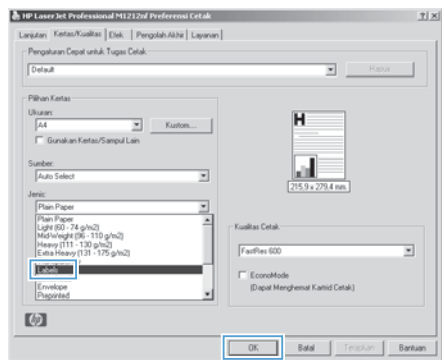 HP LaserJet Professional M1212nf Preferensi Cetak
Lanjutan Kertas/Kualitas Efek Pengolah Akhir Layanan
Pengaturan Cepat untuk Tugas Cetak
Default
Hapus
Pilihan Kertas
Ukuran:
A4
Kustom...
Gunakan Kertas/Sampul Lain
Sumber:
Auto Select
Jenis:
Plain Paper
Plain Paper
Light (60 - 74 g/m2)
Mid-Weight (96 - 110 g/m2)
Heavy (111 - 130 g/m2)
Extra Heavy (131 - 175 g/m2)
Labels
Envelope
Preprinted
H
215,9 x 279,4 mm.
Kualitas Cetak
FastRes 600
EconoMode
(Dapat Menghemat Kartrid Cetak)
hp
OK Batal Terapkan Bantuan